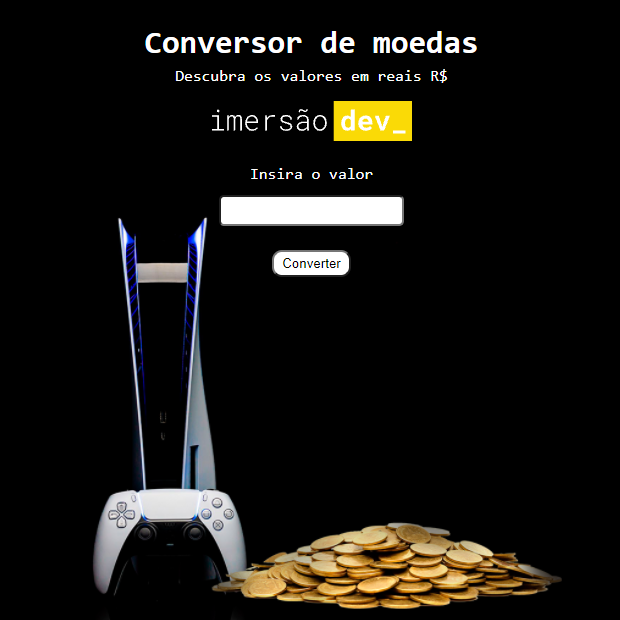 Conversor de moedas
Descubra os valores em reais R$
imersão dev_
Insira o valor
Converter